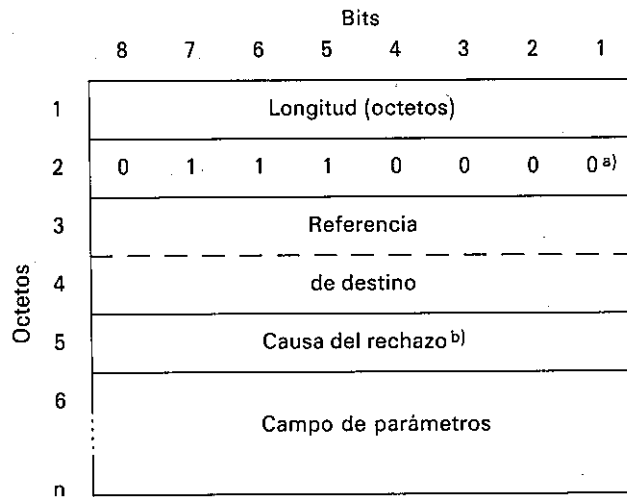 Bits
8 7 6 5 4 3 2 1
1 Longitud (octetos)
2 0 1 1 1 0 0 0 0 a)
3 Referencia
4 de destino
Octetos
5 Causa del rechazo b)
6
Campo de parámetros
n